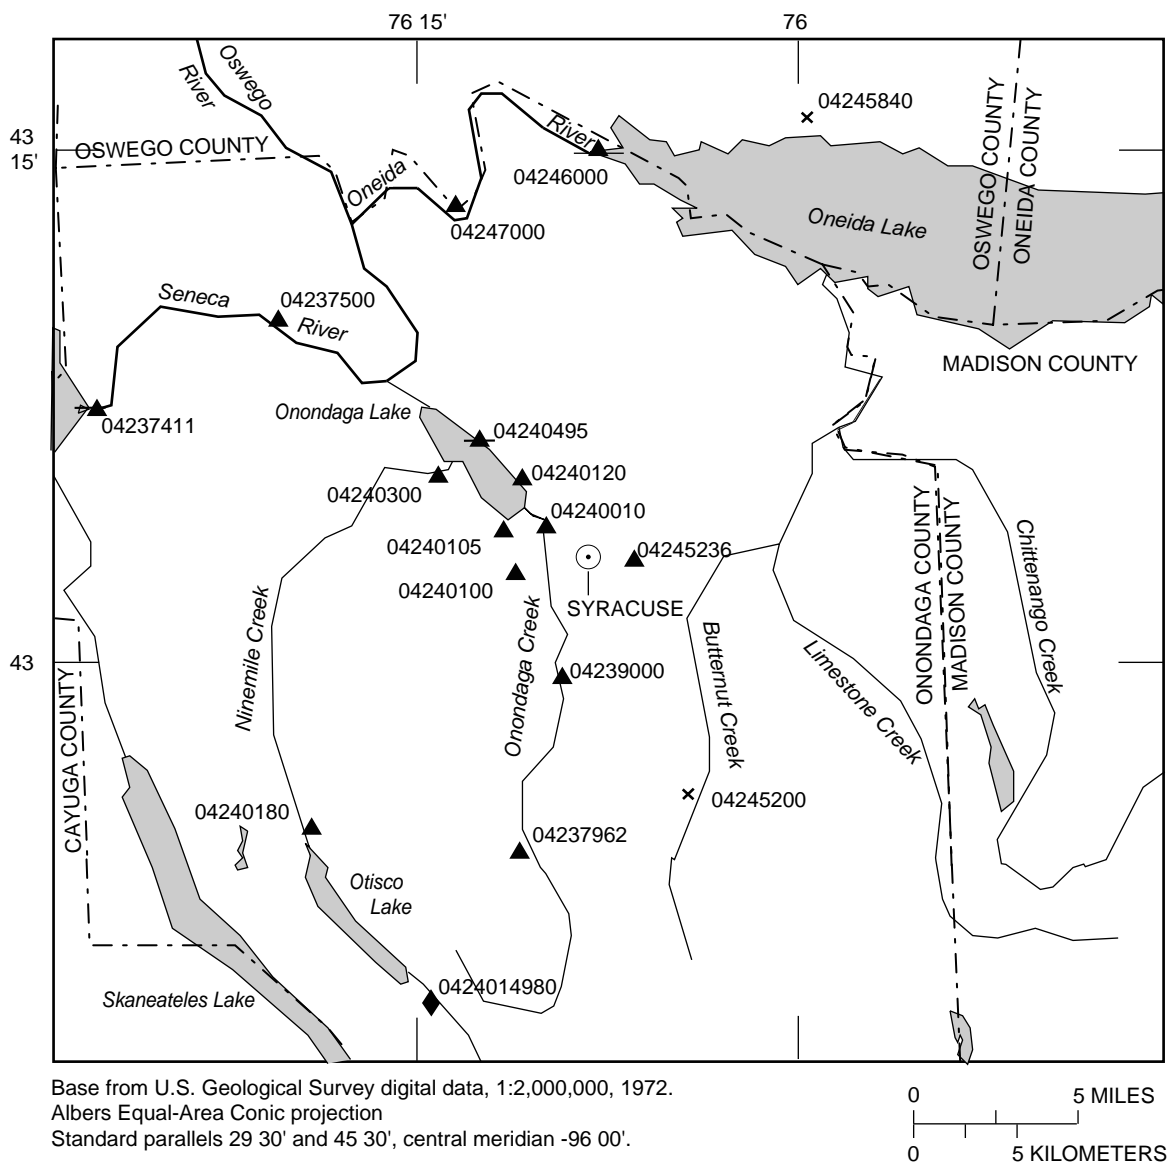 76 15'
76
Oswego
River
04245840
43
15'
OSWEGO COUNTY
River
Oneida
04246000
OSWEGO COUNTY
ONEIDA COUNTY
Oneida Lake
04247000
Seneca
04237500
River
MADISON COUNTY
Onondaga Lake
04237411
04240495
04240120
04240300
04240010
04240105
04245236
04240100
SYRACUSE
ONONDAGA COUNTY
MADISON COUNTY
Chittenango Creek
Ninemile Creek
Onondaga Creek
Butternut Creek
Limestone Creek
43
04239000
CAYUGA COUNTY
04245200
04240180
04237962
Otisco
Lake
0424014980
Skaneateles Lake
Base from U.S. Geological Survey digital data, 1:2,000,000, 1972.
Albers Equal-Area Conic projection
Standard parallels 29 30' and 45 30', central meridian -96 00'.
0 5 MILES
0 5 KILOMETERS